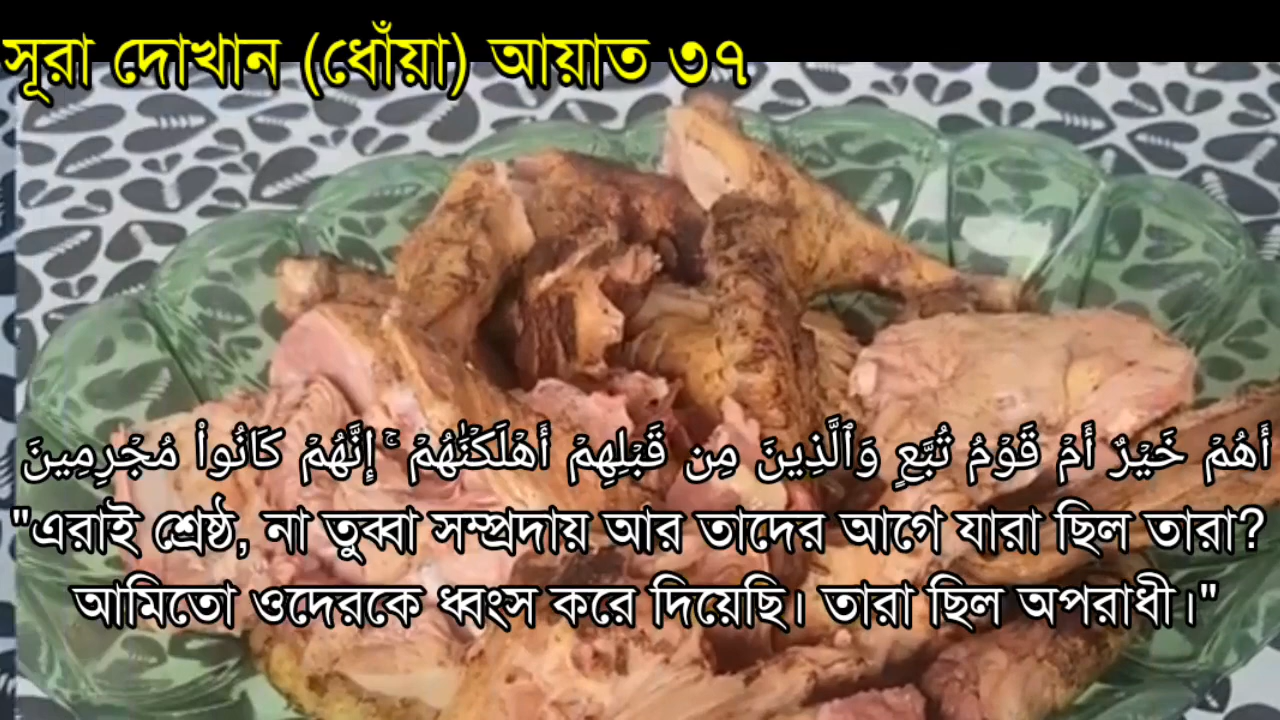 সূরা দোখান (ধোঁয়া) আয়াত ৩৭
أَهُمْ خَيْرٌ أَمْ قَوْمُ تُبَّعٍ وَٱلَّذِينَ مِن قَبْلِهِمْ أَهْلَكْنَٰهُمْ ۚ إِنَّهُمْ كَانُوا۟ مُجْرِمِينَ
"এরাই শ্রেষ্ঠ, না তুব্বা সম্প্রদায় আর তাদের আগে যারা ছিল তারা?
আমিতো ওদেরকে ধ্বংস করে দিয়েছি। তারা ছিল অপরাধী।"